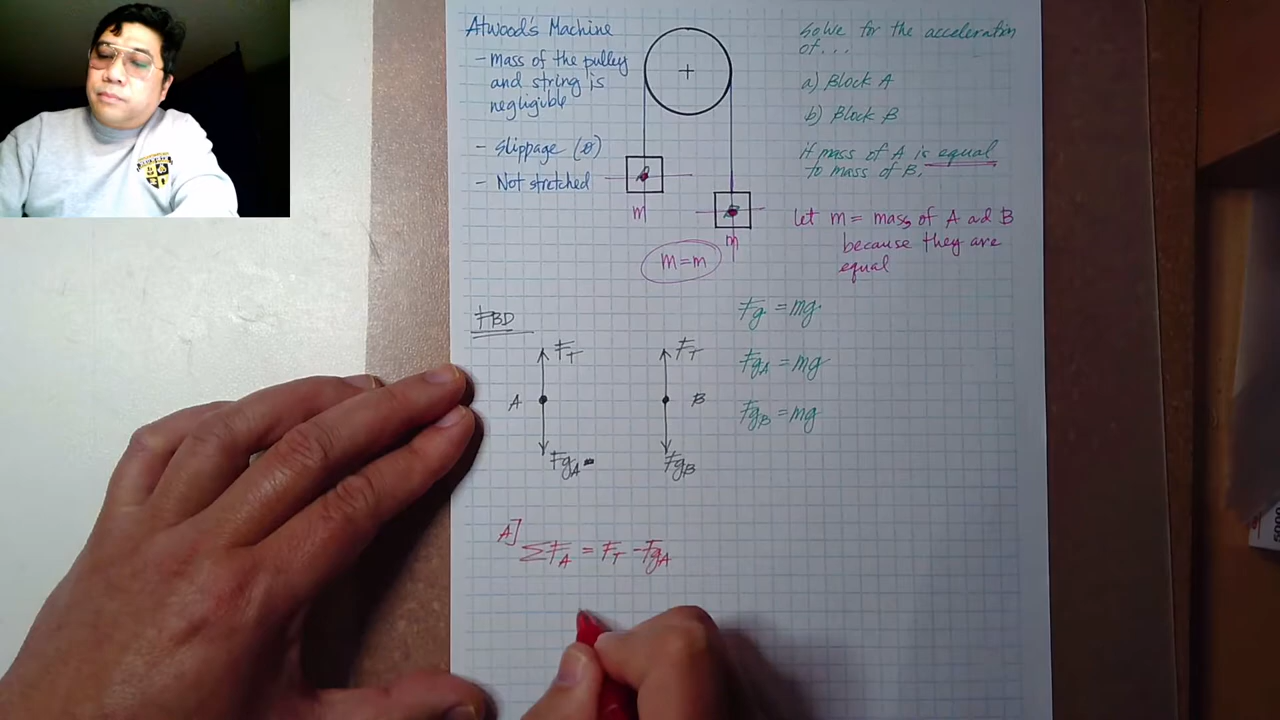 Atwood's Machine
- Mass of the pulley
and string is
negligible
- Slippage (0)
- Not stretched
m
m
m=m
Solve for the acceleration
of...
a) Block A
b) Block B
if mass of A is equal
to mass of B.
let m = mass of A ad B
because they are
equal
FBD
FT
A
FgA
FT
B
FgB
Fg = mg
FgA = mg
FgB = mg
A]
ΣFA = FT - FgA